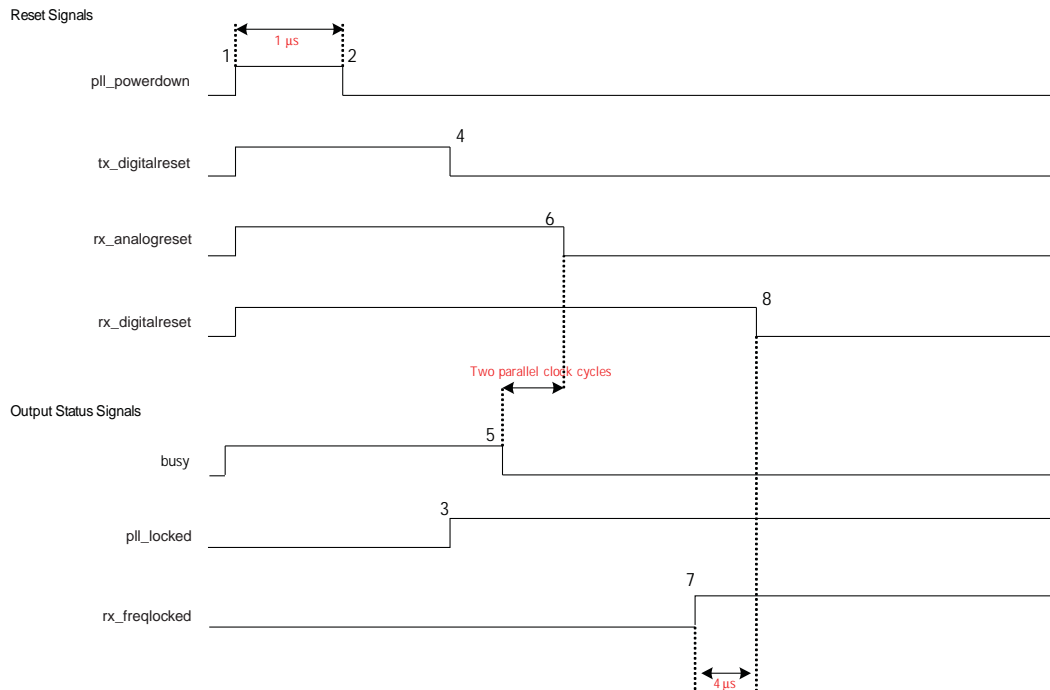 Reset Signals
1 μs
1
2
pll_powerdown
4
tx_digitalreset
6
rx_analogreset
8
rx_digitalreset
Two parallel clock cycles
Output Status Signals
5
busy
3
pll_locked
7
rx_freqlocked
4 μs